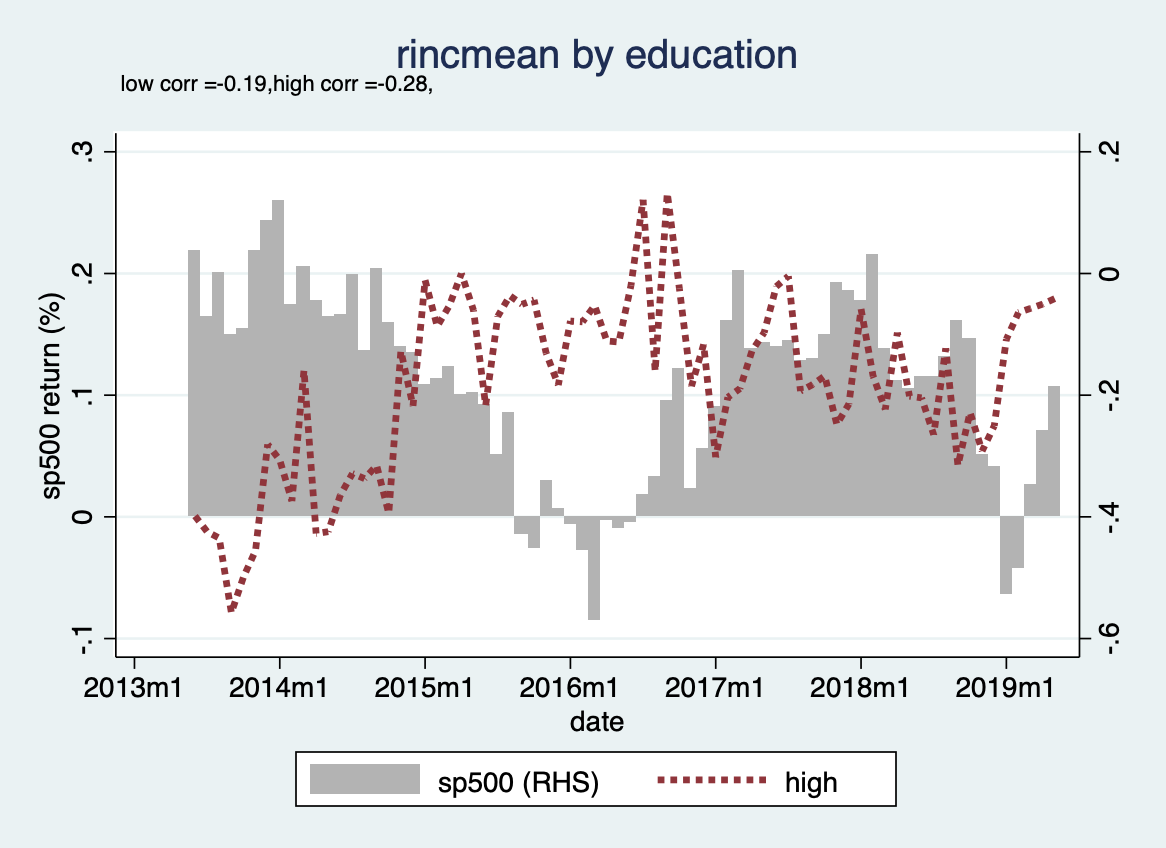 rincmean by education
low corr =-0.19,high corr =-0.28,
.3
.2
.1
0
-.1
sp500 return (%)
.2
0
-.2
-.4
-.6
2013m1 2014m1 2015m1 2016m1 2017m1 2018m1 2019m1
date
sp500 (RHS) high